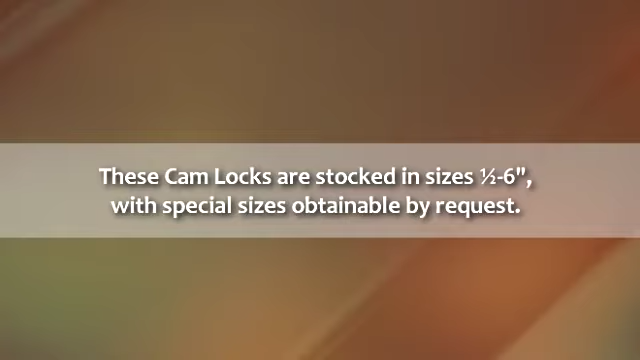 These Cam Locks are stocked in sizes ½-6",
with special sizes obtainable by request.